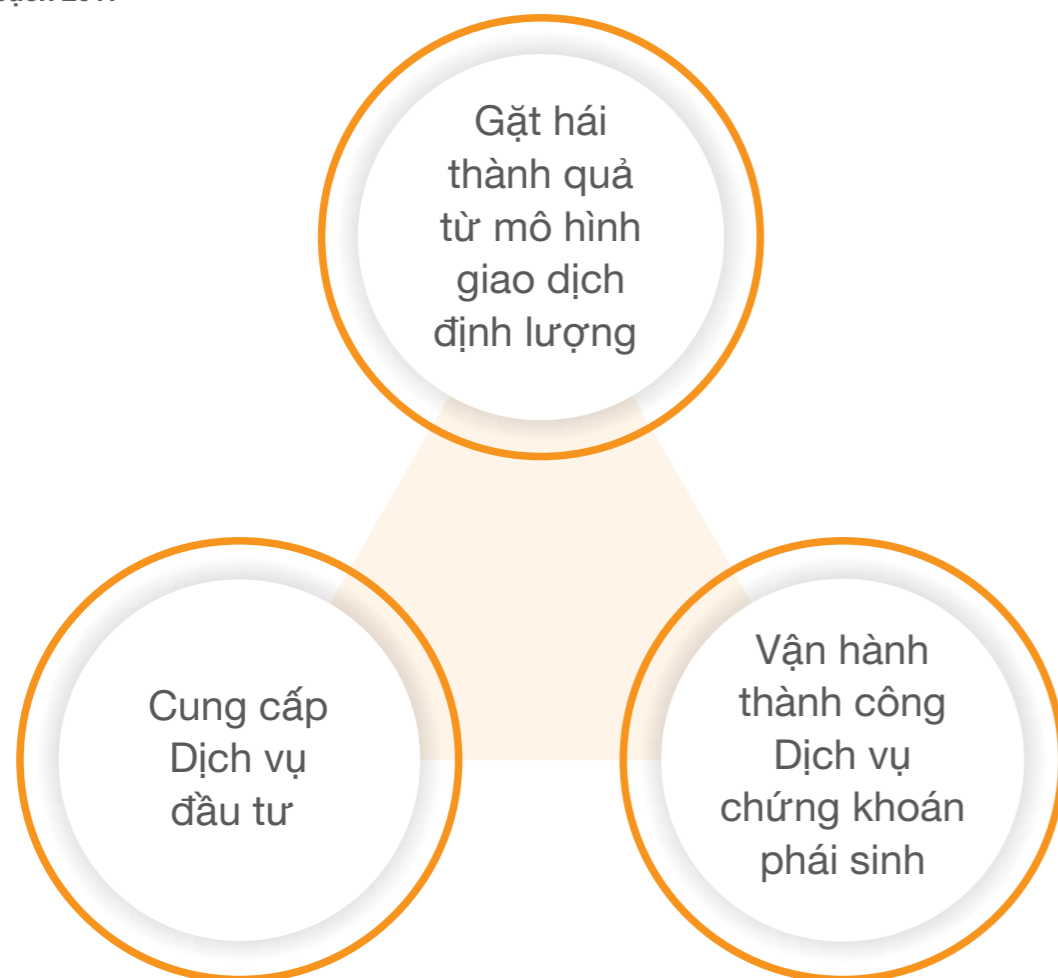 Gặt hái
thành quả
từ mô hình
giao dịch
định lượng
Cung cấp
Dịch vụ
đầu tư
Vận hành
thành công
Dịch vụ
chứng khoán
phái sinh